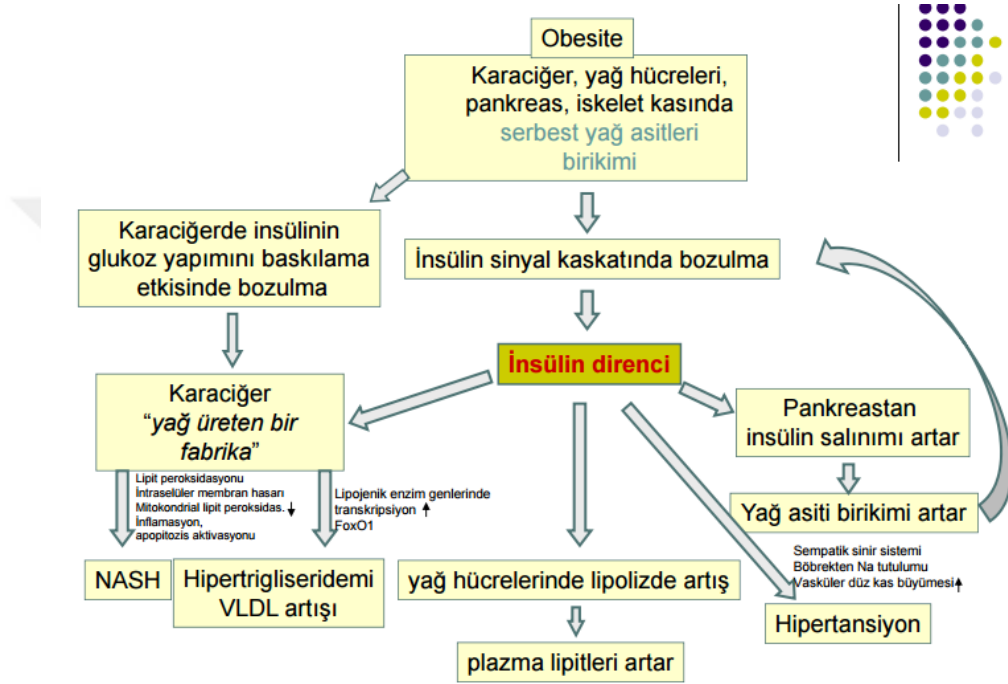 Obesite
Karaciğer, yağ hücreleri,
pankreas, iskelet kasında
serbest yağ asitleri
birikimi
Karaciğerde insülinin
glukoz yapımını baskılama
etkisinde bozulma
İnsülin sinyal kaskatında bozulma
İnsülin direnci
Karaciğer
“yağ üreten bir
fabrika”
Pankreastan
insülin salınımı artar
Lipit peroksidasyonu
İntraselüler membran hasarı
Mitokondrial lipit peroksidas. ↓
İnflamasyon,
apopitozis aktivasyonu
Lipojenik enzim genlerinde
transkripsiyon ↑
FoxO1
Yağ asiti birikimi artar
Sempatik sinir sistemi
Böbrekten Na tutulumu
Vasküler düz kas büyümesi↑
NASH
Hipertrigliseridemi
VLDL artışı
yağ hücrelerinde lipolizde artış
Hipertansiyon
plazma lipitleri artar